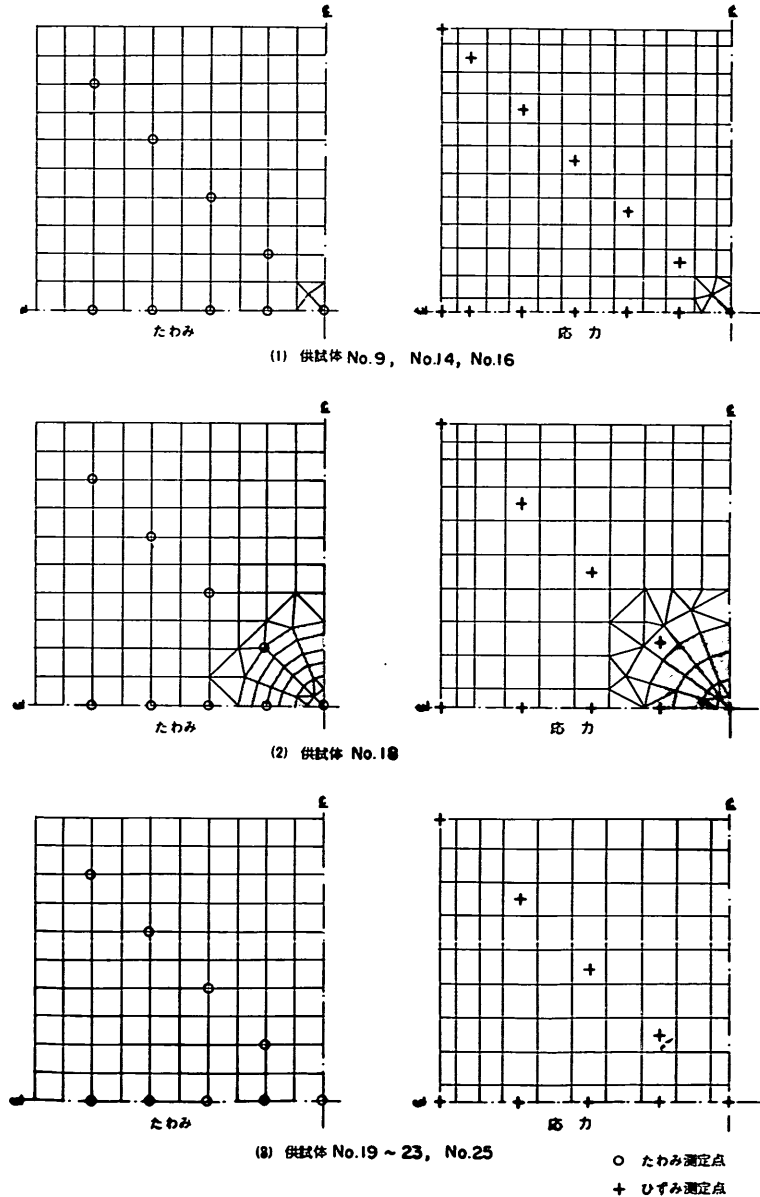 ℄ ℄
℄ ℄
たわみ 応 力
(1) 供試体 No.9, No.14, No.16
℄ ℄
℄ ℄
たわみ 応 力
(2) 供試体 No.18
℄ ℄
℄ ℄
たわみ 応 力
(3) 供試体 No.19 ~ 23, No.25
○ たわみ測定点
+ ひずみ測定点